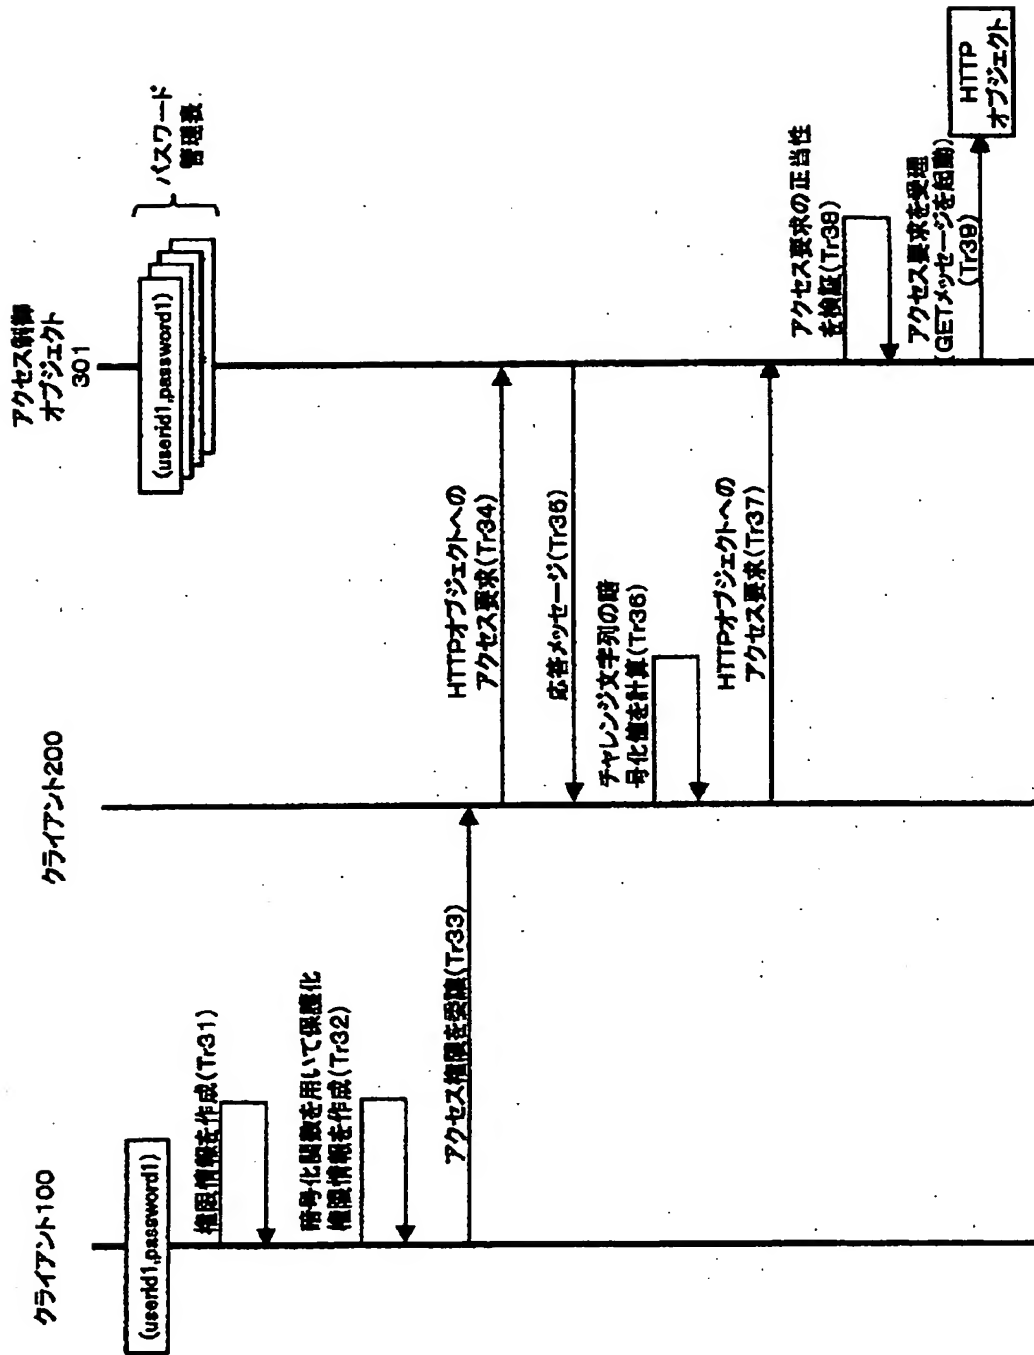 クライアント100
クライアント200
アクセス制御
オブジェクト
301
(userid1,password1)
(userid1,password1)
パスワード
管理表
権限情報を作成(Tr31)
暗号化関数を用いて保護化
権限情報を作成(Tr32)
アクセス権限を委譲(Tr33)
HTTPオブジェクトへの
アクセス要求(Tr34)
応答メッセージ(Tr35)
チャレンジ文字列の暗
号化値を計算(Tr36)
HTTPオブジェクトへの
アクセス要求(Tr37)
アクセス要求の正当性
を検証(Tr38)
アクセス要求を受理
(GETメッセージを起動)
(Tr39)
HTTP
オブジェクト